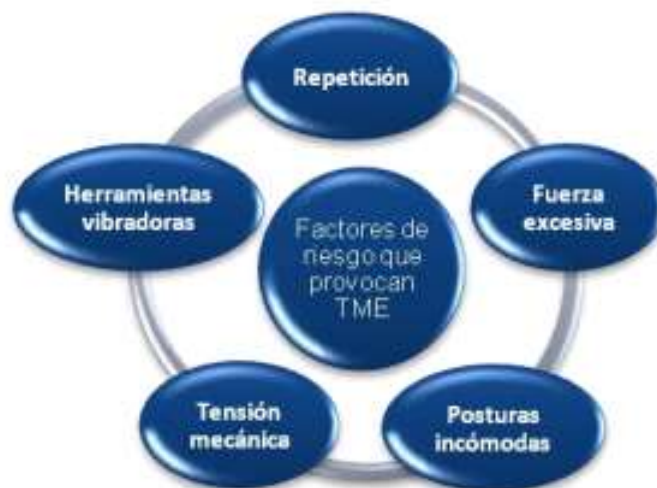 Repetición
Fuerza
excesiva
Posturas
incómodas
Tensión
mecánica
Herramientas
vibradoras
Factores de
riesgo que
provocan
TME